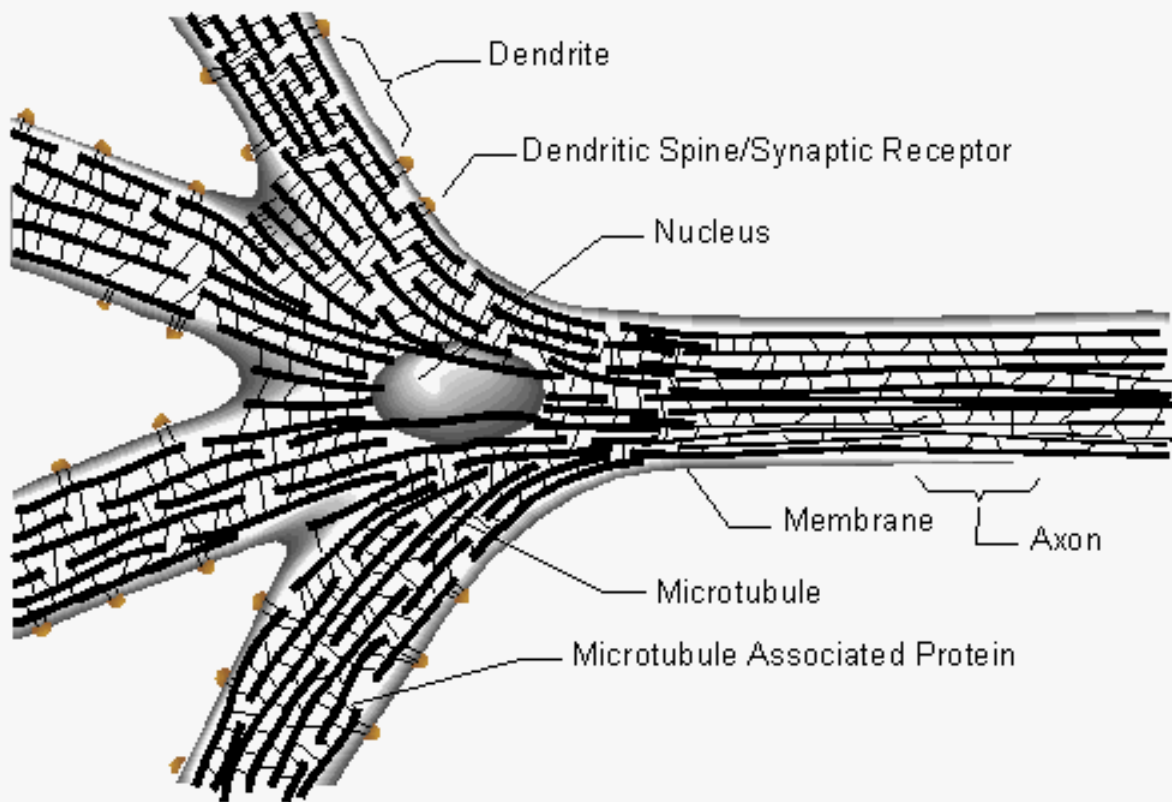 Dendrite
Dendritic Spine/Synaptic Receptor
Nucleus
Membrane
Axon
Microtubule
Microtubule Associated Protein